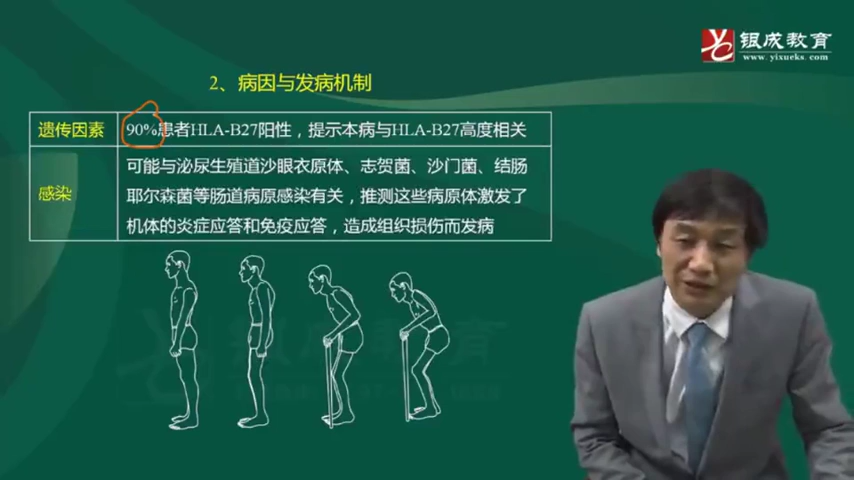 银成教育
www.yixueks.com
2、病因与发病机制
遗传因素
90%患者HLA-B27阳性，提示本病与HLA-B27高度相关
感染
可能与泌尿生殖道沙眼衣原体、志贺菌、沙门菌、结肠
耶尔森菌等肠道病原感染有关，推测这些病原体激发了
机体的炎症应答和免疫应答，造成组织损伤而发病
银成教育